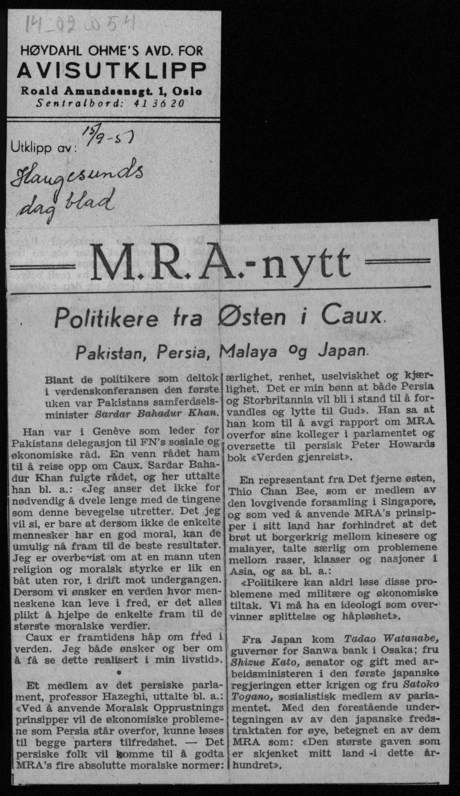 14_02_0 54
HØYDAHL OHME'S AVD. FOR
AVISUTKLIPP
Roald Amundsensgt. 1, Oslo
Sentralbord: 413620
Utklipp av: 15/9-51
Haugesunds
dagblad
M.R.A.-nytt
Politikere fra Østen i Caux.
Pakistan, Persia, Malaya og Japan.
Blant de politikere som deltok
i verdenskonferansen den første
uken var Pakistans samferdsels-
minister Sardar Bahadur Khan.
Han var i Genève som leder for
Pakistans delegasjon til FN's sosiale og
økonomiske råd. En venn rådet ham
til å reise opp om Caux. Sardar Baha-
dur Khan fulgte rådet, og her uttalte
han bl. a.: «Jeg anser det ikke for
nødvendig å dvele lenge med de tingene
som denne bevegelse utretter. Det jeg
vil si, er bare at dersom ikke de enkelte
mennesker har en god moral, kan de
umulig nå fram til de beste resultater.
Jeg er overbevist om at en mann uten
religion og moralsk styrke er lik en
båt uten ror, i drift mot undergangen.
Dersom vi ønsker en verden hvor men-
neskene kan leve i fred, er det alles
plikt å hjelpe de enkelte fram til de
største moralske verdier.
Caux er framtidens håp om fred i
verden. Jeg både ønsker og ber om
å få se dette realisert i min livstid».
Et medlem av det persiske parla-
ment, professor Hazeghi, uttalte bl. a.:
«Ved å anvende Moralsk Opprustnings
prinsipper vil de økonomiske probleme-
ne som Persia står overfor, kunne løses
til begge parters tilfredshet. — Det
persiske folk vil komme til å godta
MRA's fire absolutte moralske normer:
ærlighet, renhet, uselviskhet og kjær-
lighet. Det er min bønn at både Persia
og Storbritannia vil bli i stand til å for-
vandles og lytte til Gud». Han sa at
han kom til å avgi rapport om MRA
overfor sine kolleger i parlamentet og
oversette til persisk Peter Howards
bok «Verden gjenreist».
En representant fra Det fjerne østen,
Thio Chan Bee, som er medlem av
den lovgivende forsamling i Singapore,
og som ved å anvende MRA's prinsip-
per i sitt land har forhindret at det
brøt ut borgerkrig mellom kinesere og
malayer, talte særlig om problemene
mellom raser, klasser og nasjoner i
Asia, og sa bl. a.:
«Politikere kan aldri løse disse pro-
blemene med militære og økonomiske
tiltak. Vi må ha en ideologi som over-
vinner splittelse og håpløshet».
Fra Japan kom Tadao Watanabe,
guvernør for Sanwa bank i Osaka; fru
Shizue Kato, senator og gift med ar-
beidsministeren i den første japanske
regjeringen etter krigen og fru Satoko
Togano, sosialistisk medlem av parla-
mentet. Med den forestående under-
tegningen av av den japanske freds-
traktaten for øye, betegnet en av dem
MRA som: «Den største gaven som
er skjenket mitt land i dette år-
hundret».